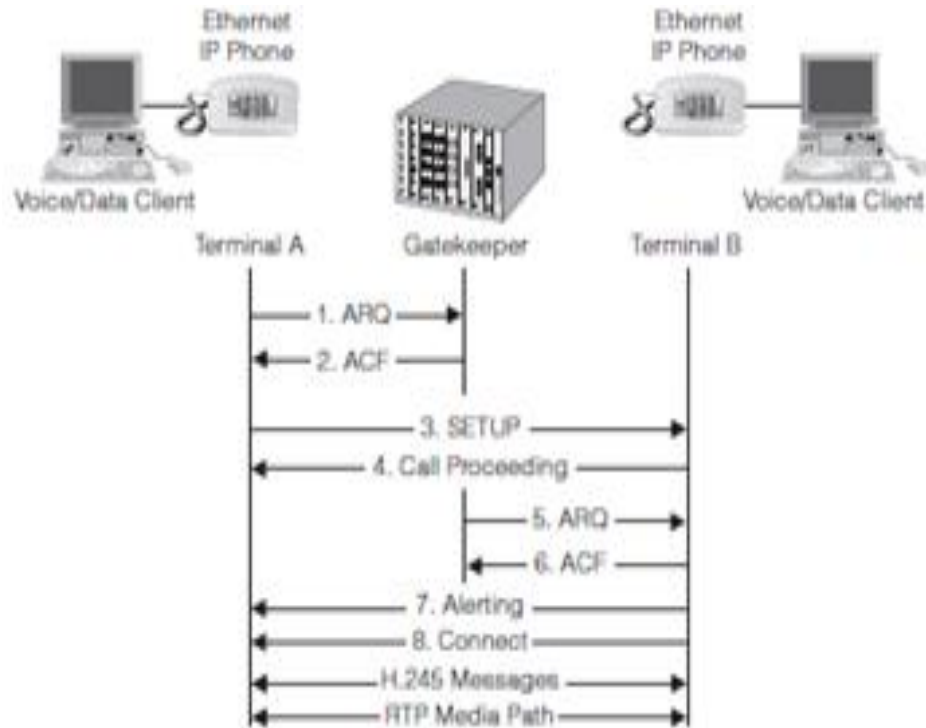 Ethernet
IP Phone
Ethernet
IP Phone
Voice/Data Client
Voice/Data Client
Terminal A
Gatekeeper
Terminal B
1. ARQ
2. ACF
3. SETUP
4. Call Proceeding
5. ARQ
6. ACF
7. Alerting
8. Connect
H.245 Messages
RTP Media Path